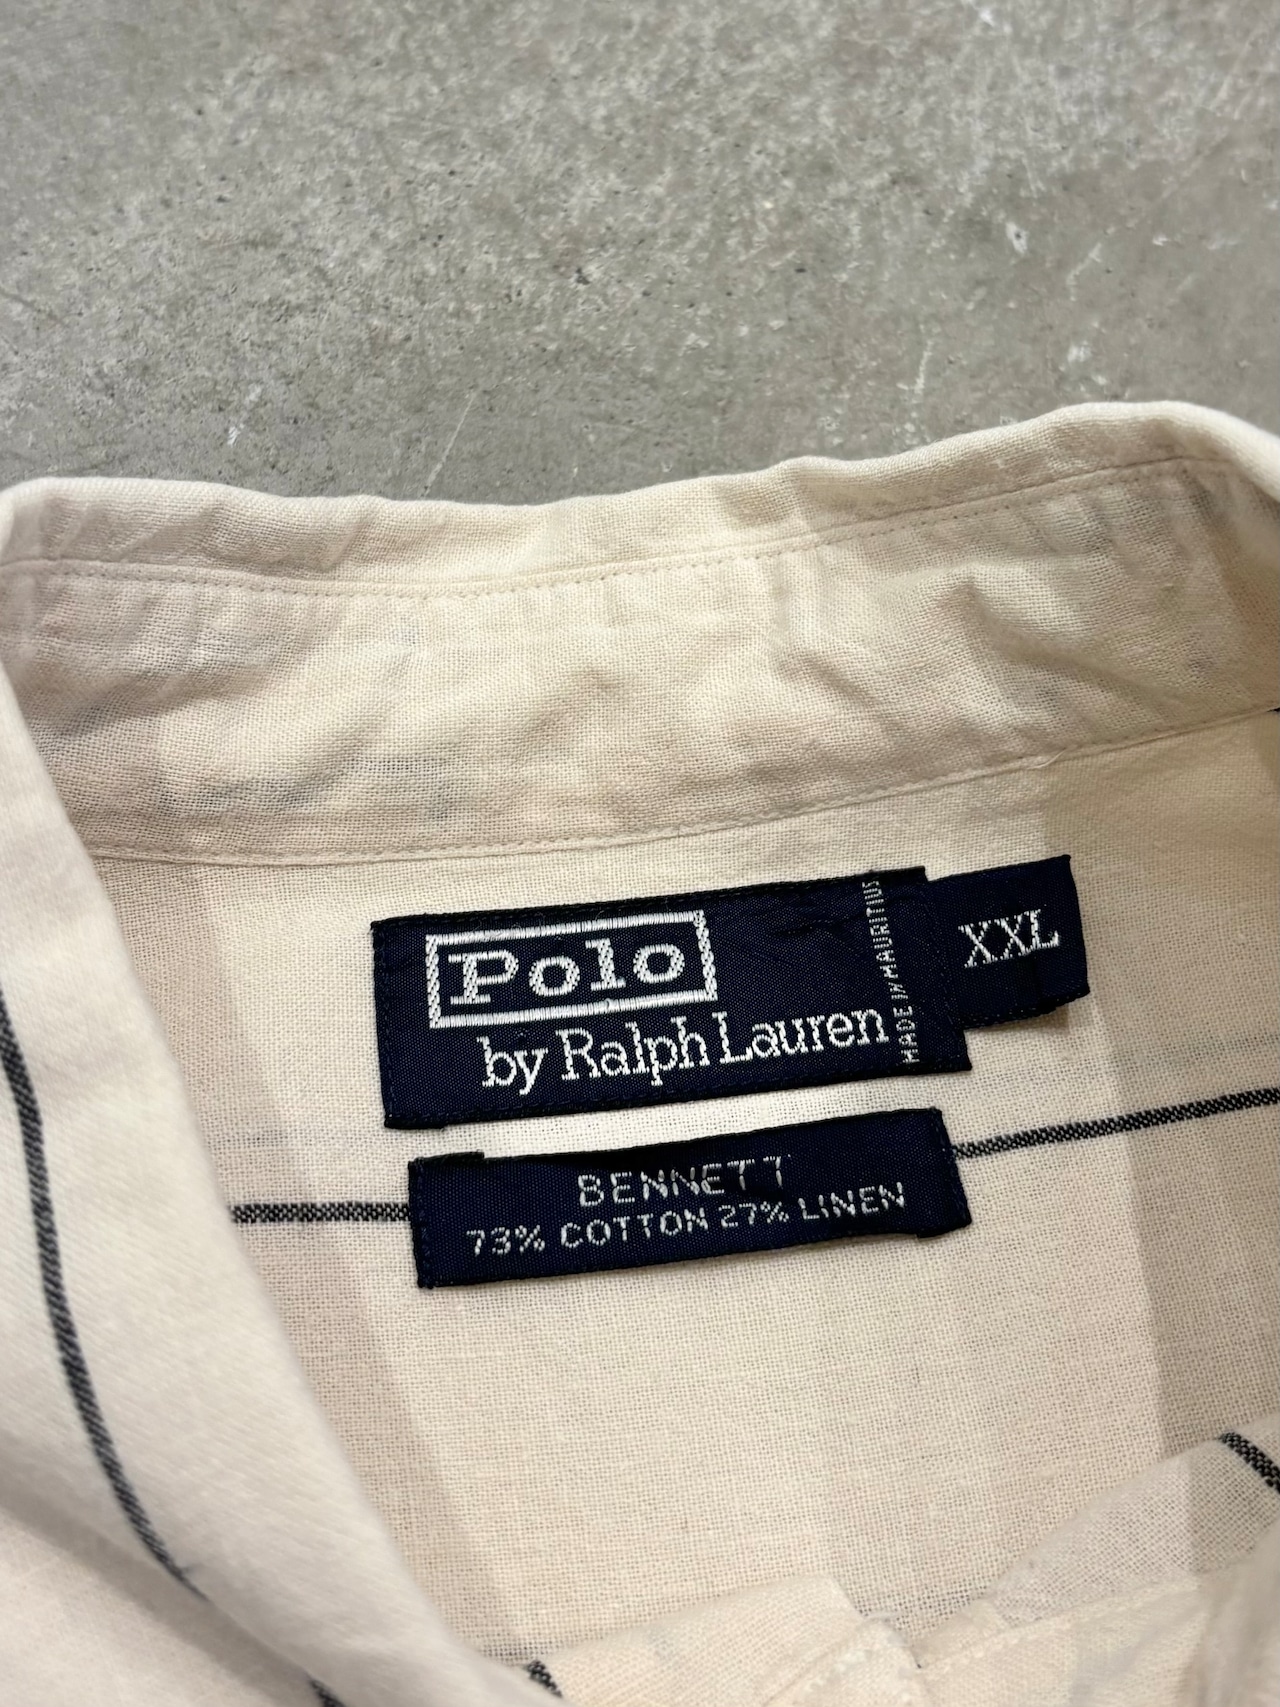 Polo
by Ralph Lauren
MADE IN MAURITIUS
XXL
BENNETT
73% COTTON 27% LINEN